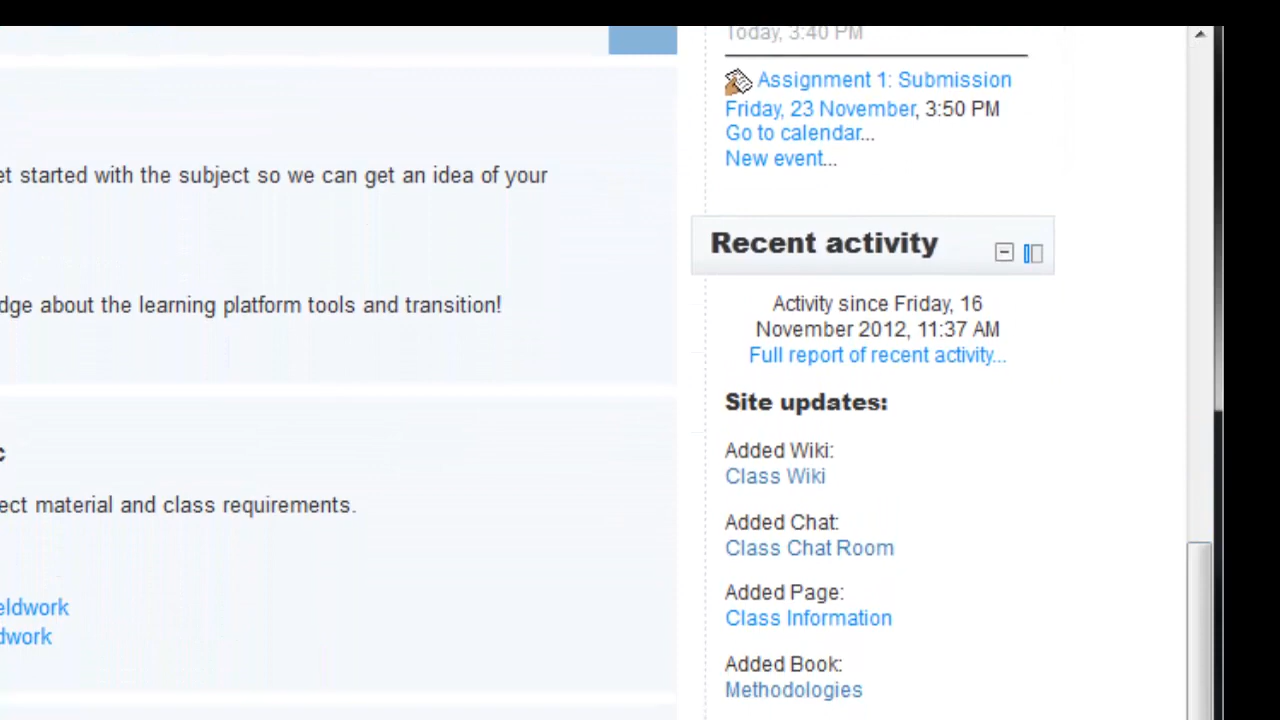 Today, 3:40 PM
Assignment 1: Submission
Friday, 23 November, 3:50 PM
Go to calendar...
New event...
et started with the subject so we can get an idea of your
dge about the learning platform tools and transition!
c
ect material and class requirements.
eldwork
dwork
Recent activity
Activity since Friday, 16
November 2012, 11:37 AM
Full report of recent activity...
Site updates:
Added Wiki:
Class Wiki
Added Chat:
Class Chat Room
Added Page:
Class Information
Added Book:
Methodologies